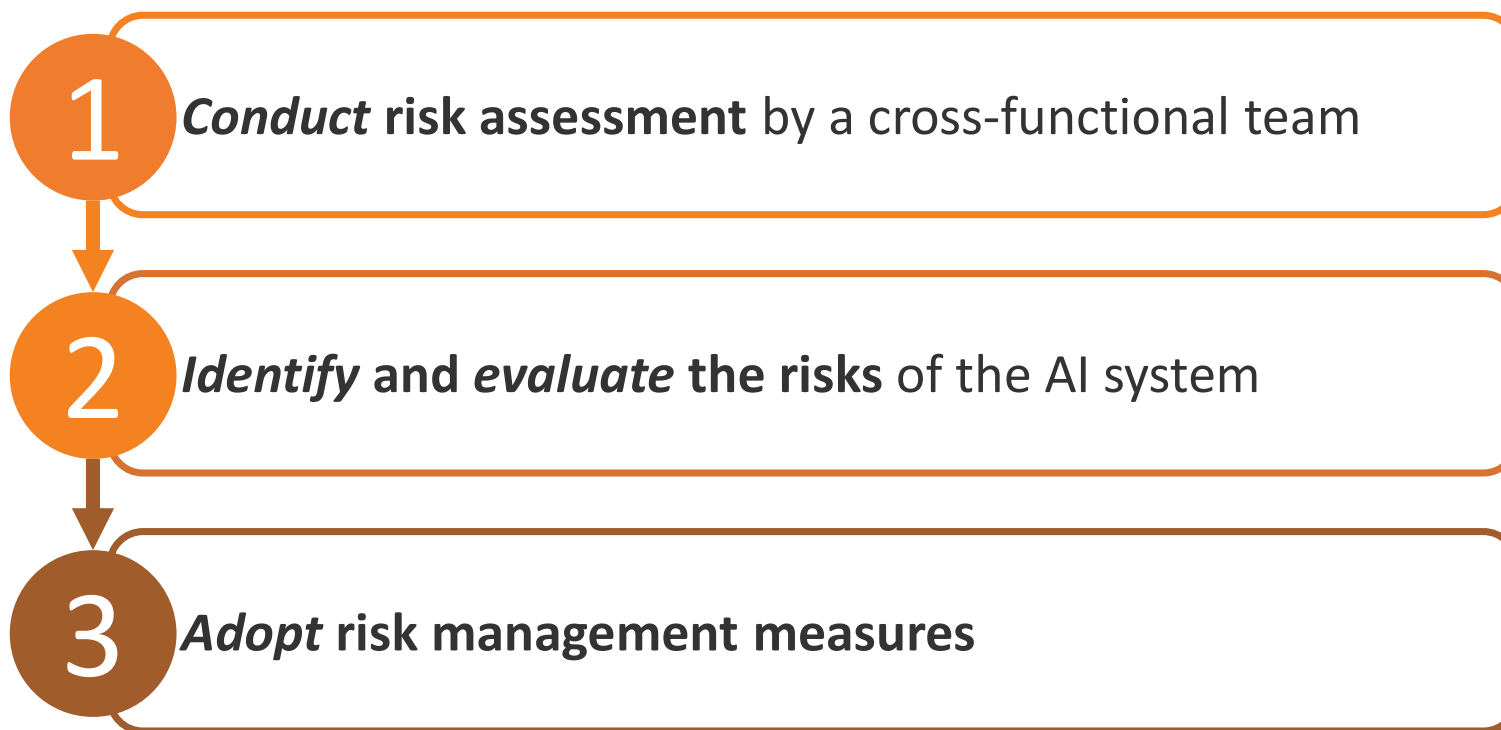 1
Conduct risk assessment by a cross-functional team
2
Identify and evaluate the risks of the AI system
3
Adopt risk management measures